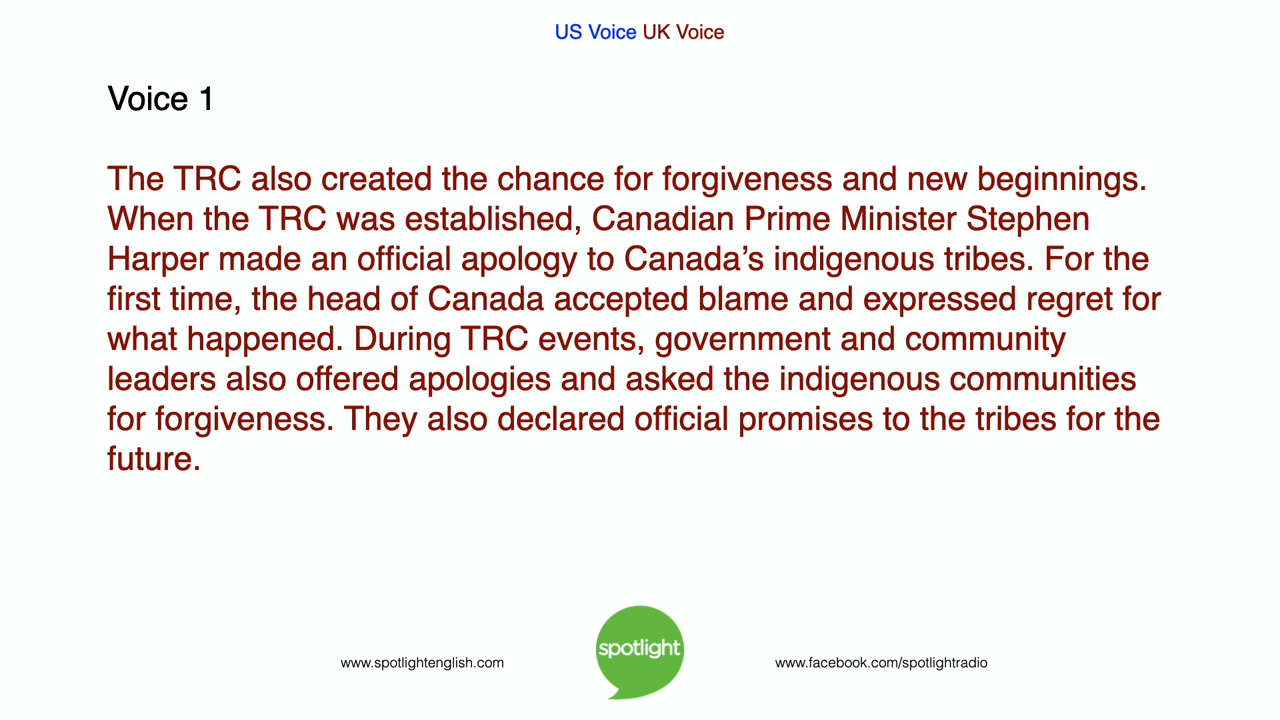 US Voice UK Voice
Voice 1
The TRC also created the chance for forgiveness and new beginnings.
When the TRC was established, Canadian Prime Minister Stephen
Harper made an official apology to Canada’s indigenous tribes. For the
first time, the head of Canada accepted blame and expressed regret for
what happened. During TRC events, government and community
leaders also offered apologies and asked the indigenous communities
for forgiveness. They also declared official promises to the tribes for the
future.
www.spotlightenglish.com
spotlight
www.facebook.com/spotlightradio